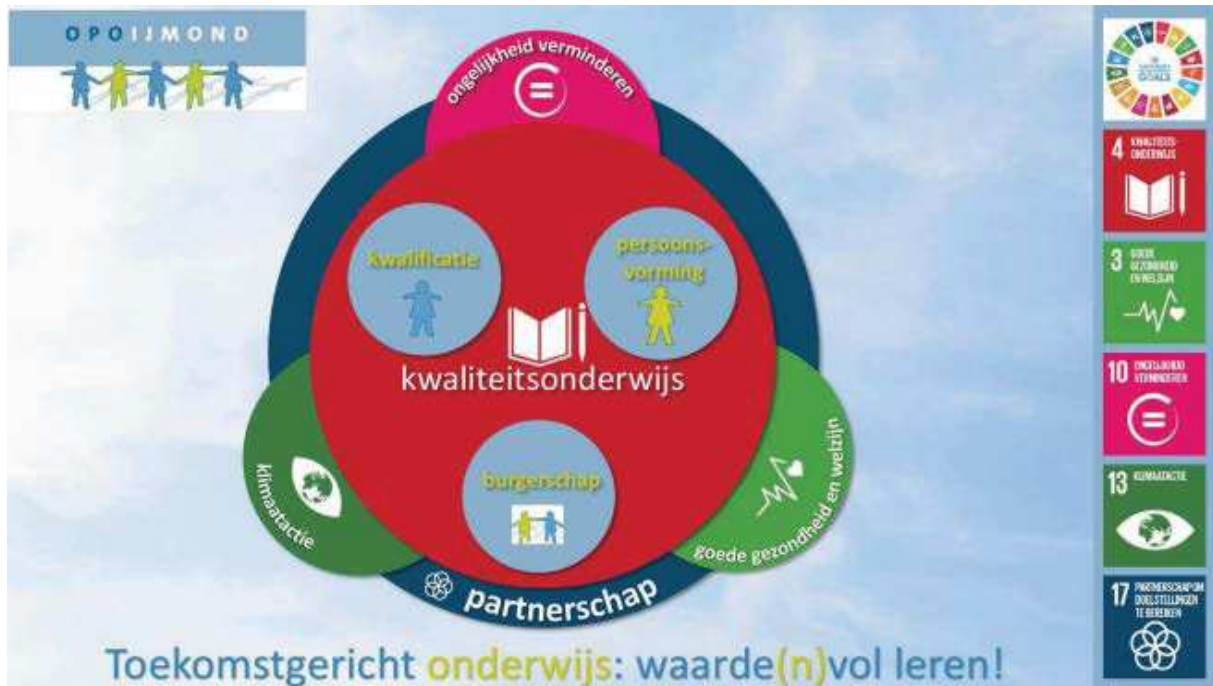 OPOIJMOND
ongelijkheid verminderen
kwalificatie
persoons-
vorming
kwaliteitsonderwijs
burgerschap
klimaatactie
goede gezondheid en welzijn
partnerschap
Toekomstgericht onderwijs: waarde(n)vol leren!
GOALS
4 KWALITEITS-
ONDERWIJS
3 GOEDE
GEZONDHEID
EN WELZIJN
10 ONGELIJKHEID
VERMINDEREN
13 KLIMAATACTIE
17 PARTNERSCHAP OM
DOELSTELLINGEN
TE BEREIKEN